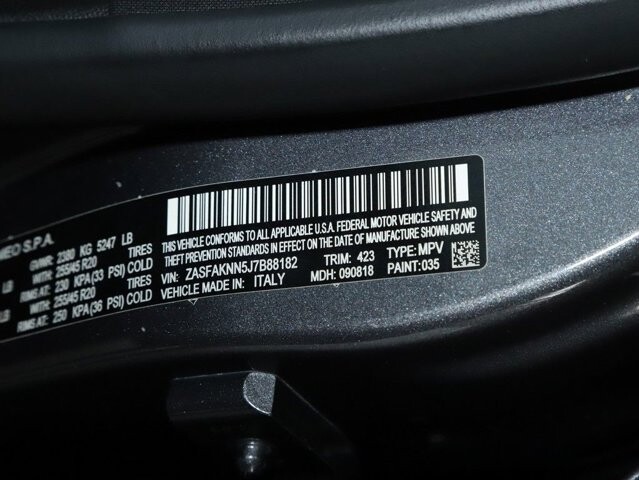 MEO S.P.A.
GVWR: 2380 KG 5247 LB
TIRES 255/45 R20
LB RIMS AT: 230 KPA(33 PSI) COLD
TIRES 255/45 R20
LB RIMS AT: 250 KPA(36 PSI) COLD
THIS VEHICLE CONFORMS TO ALL APPLICABLE U.S.A. FEDERAL MOTOR VEHICLE SAFETY AND
THEFT PREVENTION STANDARDS IN EFFECT ON THE DATE OF MANUFACTURE SHOWN ABOVE
VIN: ZASFAKNN5J7B88182 TRIM: 423 TYPE: MPV
VEHICLE MADE IN: ITALY MDH: 090818 PAINT: 035